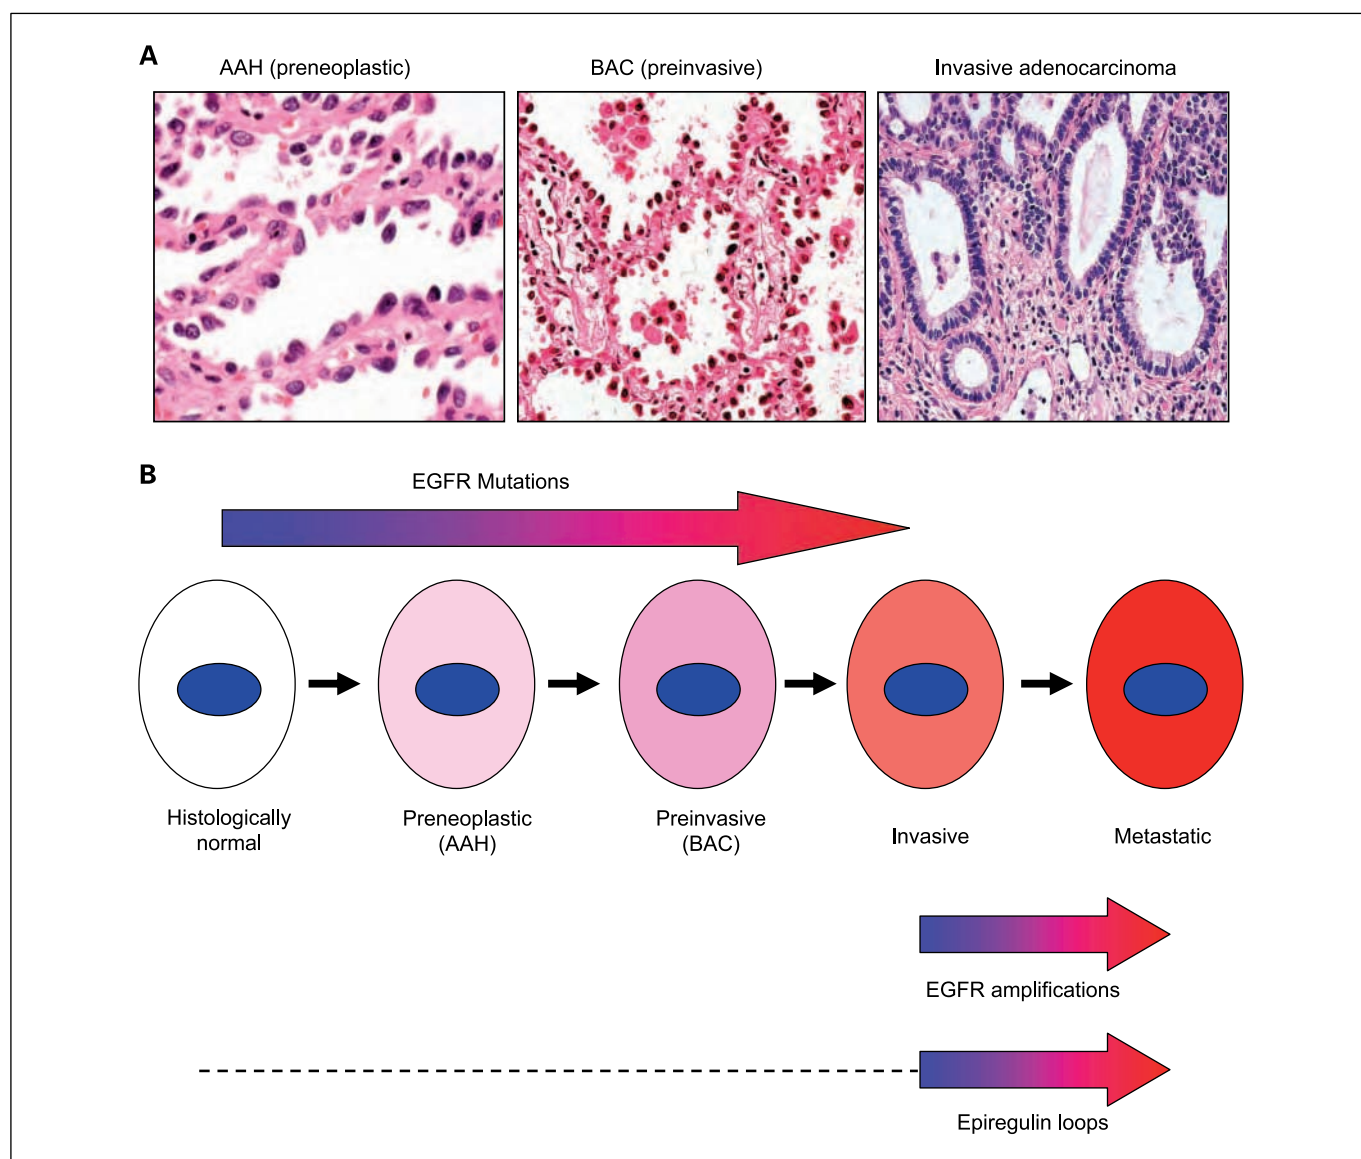 A
AAH (preneoplastic)
BAC (preinvasive)
Invasive adenocarcinoma
B
EGFR Mutations
Histologically
normal
Preneoplastic
(AAH)
Preinvasive
(BAC)
Invasive
Metastatic
EGFR amplifications
Epiregulin loops